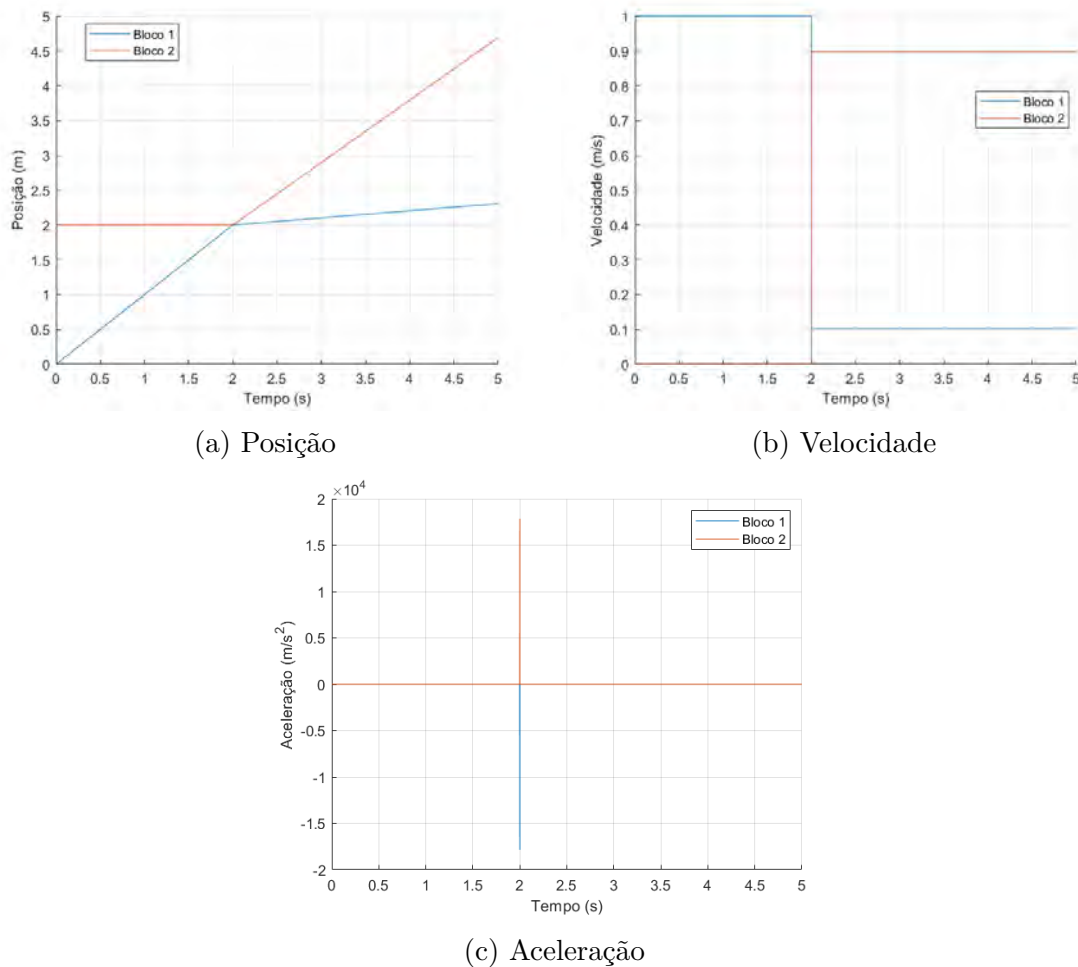 5
4.5
4
3.5
3
2.5
2
1.5
1
0.5
0
Posição (m)
Bloco 1
Bloco 2
0 0.5 1 1.5 2 2.5 3 3.5 4 4.5 5
Tempo (s)
(a) Posição
1
0.9
0.8
0.7
0.6
0.5
0.4
0.3
0.2
0.1
0
Velocidade (m/s)
Bloco 1
Bloco 2
0 0.5 1 1.5 2 2.5 3 3.5 4 4.5 5
Tempo (s)
(b) Velocidade
×10⁴
2
1.5
1
0.5
0
-0.5
-1
-1.5
-2
Aceleração (m/s²)
Bloco 1
Bloco 2
0 0.5 1 1.5 2 2.5 3 3.5 4 4.5 5
Tempo (s)
(c) Aceleração